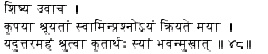 शिष्य उवाच ।
कृपया श्रूयतां स्वामिन्प्रश्नोऽयं क्रियते मया ।
यदुत्तरमहं श्रुत्वा कृतार्थः स्यां भवन्मुखात् ॥ ४८॥